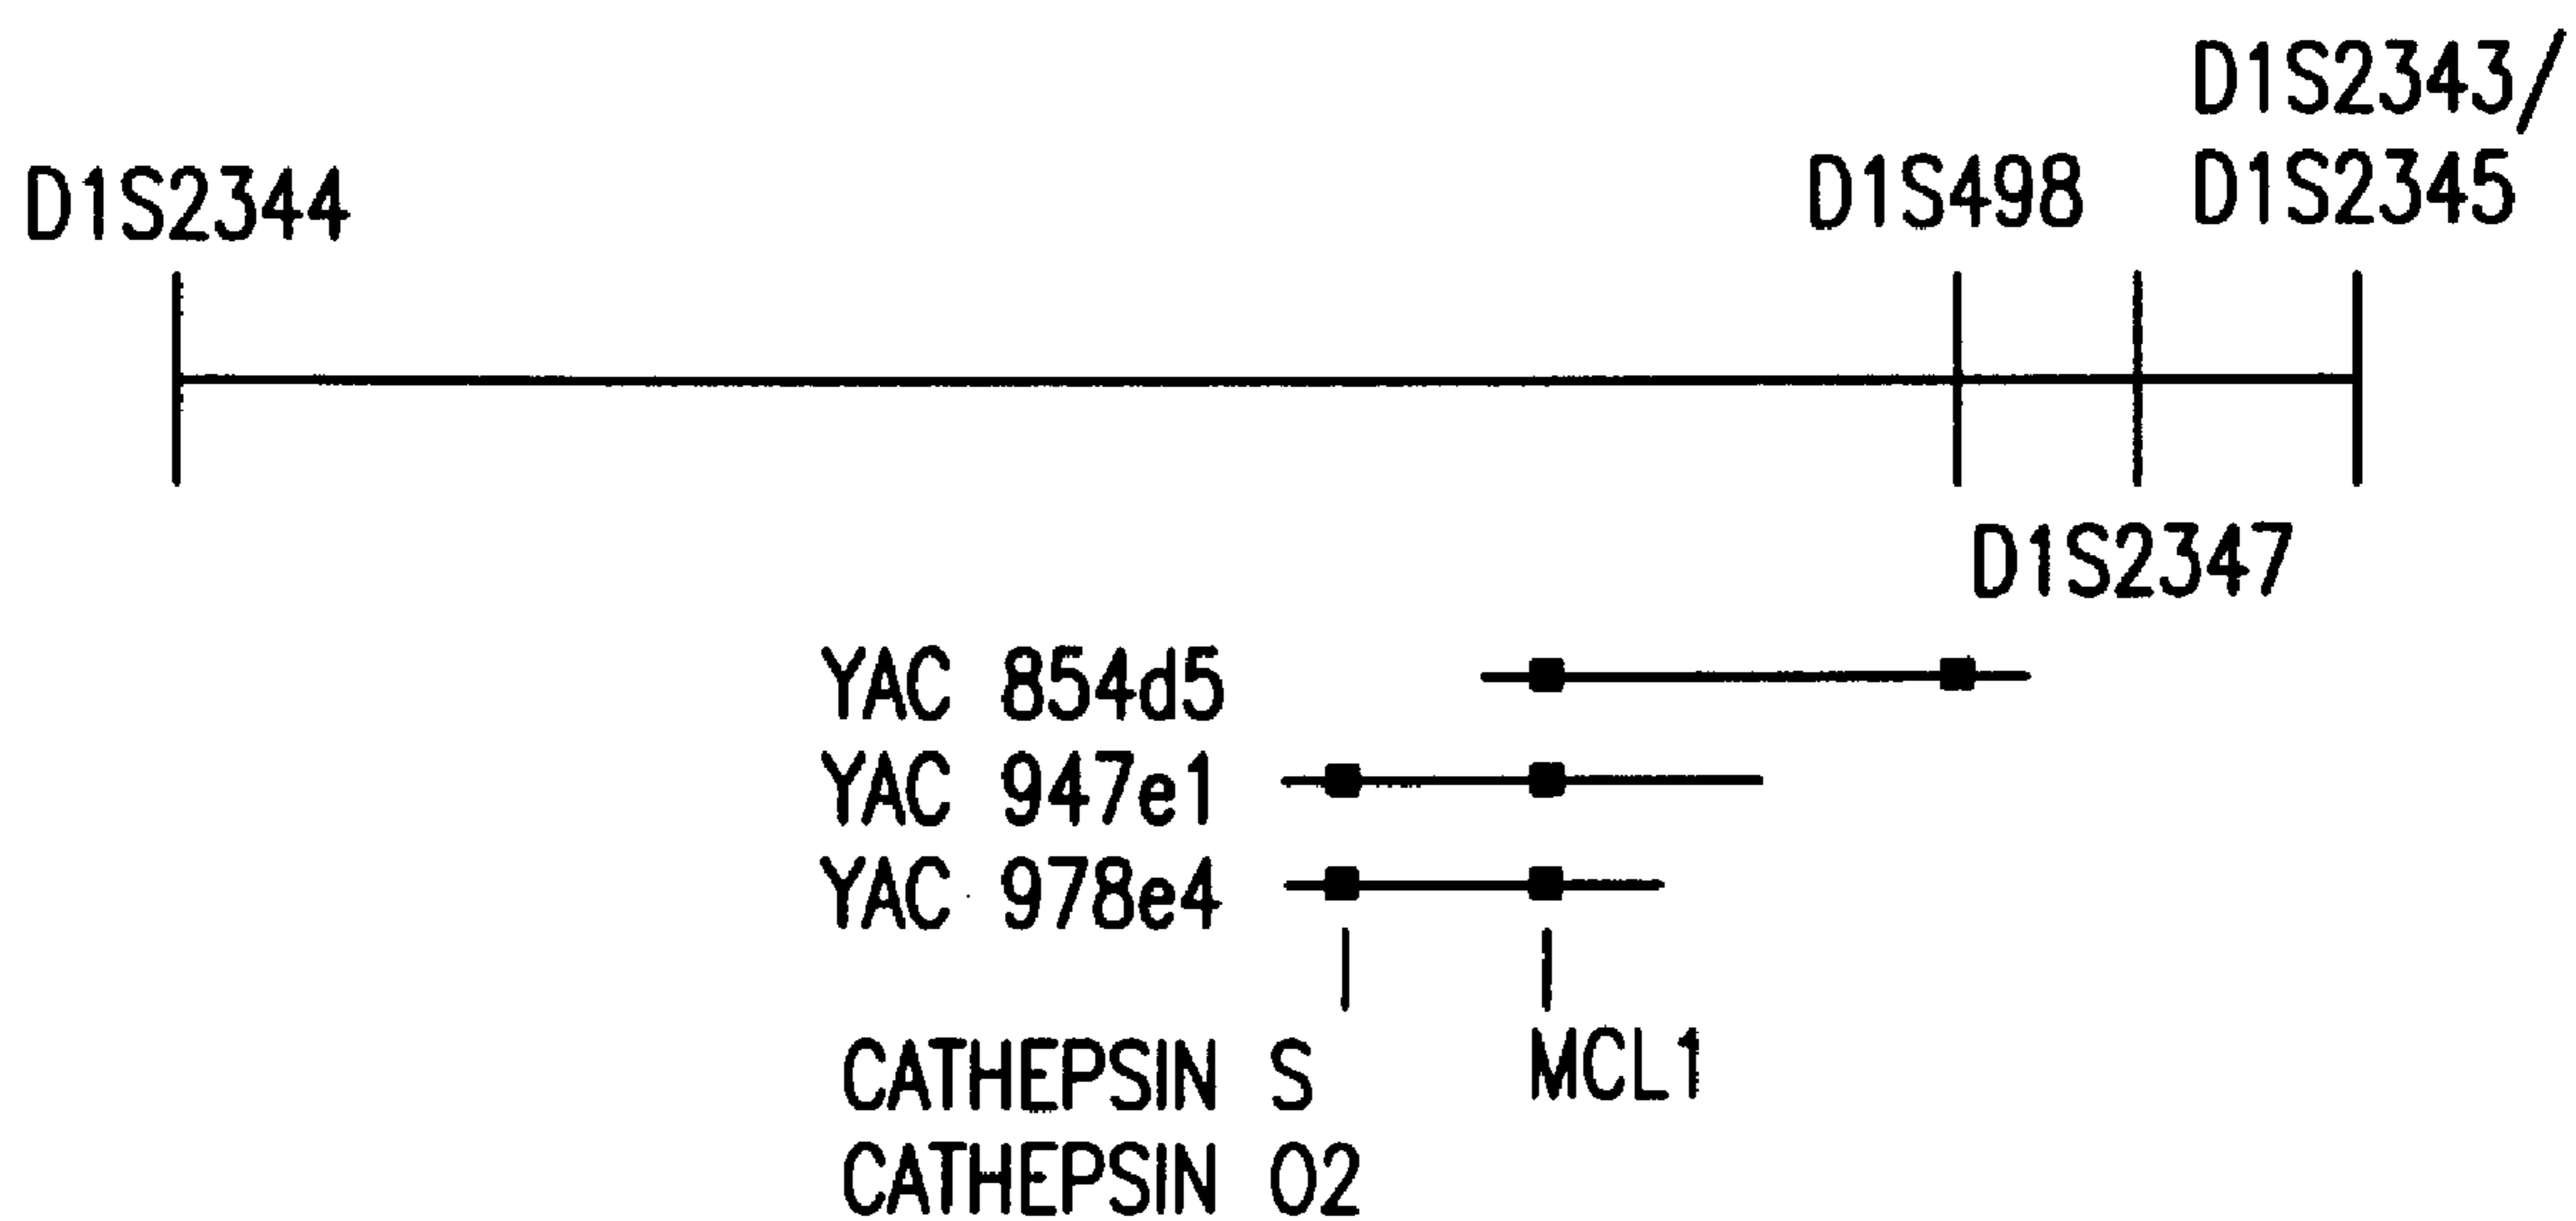 D1S2344
D1S498
D1S2343/
D1S2345
D1S2347
YAC 854d5
YAC 947e1
YAC 978e4
CATHEPSIN S
CATHEPSIN O2
MCL1